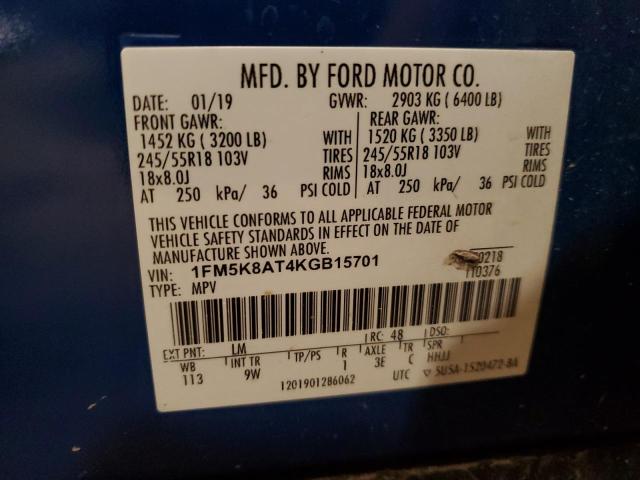 MFD. BY FORD MOTOR CO.
DATE: 01/19 GVWR: 2903 KG ( 6400 LB)
FRONT GAWR: REAR GAWR:
1452 KG ( 3200 LB) WITH 1520 KG ( 3350 LB) WITH
245/55R18 103V TIRES 245/55R18 103V TIRES
18x8.0J RIMS 18x8.0J RIMS
AT 250 kPa/ 36 PSI COLD AT 250 kPa/ 36 PSI COLD
THIS VEHICLE CONFORMS TO ALL APPLICABLE FEDERAL MOTOR
VEHICLE SAFETY STANDARDS IN EFFECT ON THE DATE OF
MANUFACTURE SHOWN ABOVE.
VIN: 1FM5K8AT4KGB15701 0218
TYPE: MPV 110376
EXT PNT: LM RC: 48 DSO:
WB INT TR TP/PS R AXLE TR SPR
113 9W 1 3E C HHJJ
1201901286062 UTC 5U5A-1520472-BA